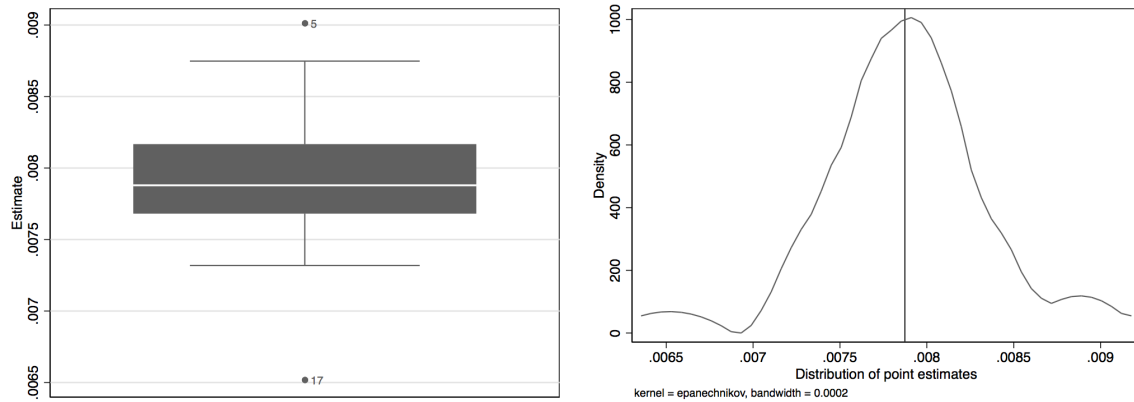 Estimate
.009
.0085
.008
.0075
.007
.0065
5
17
Density
1000
800
600
400
200
0
.0065 .007 .0075 .008 .0085 .009
Distribution of point estimates
kernel = epanechnikov, bandwidth = 0.0002